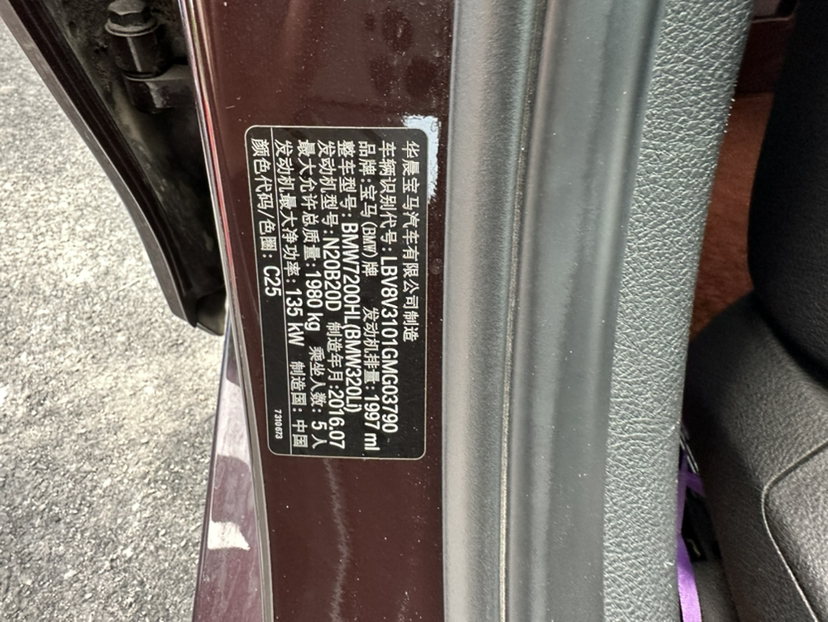 华晨宝马汽车有限公司制造
车辆识别代号: LBV8V3101GMG03790
品牌: 宝马 (BMW) 牌 发动机排量: 1997 ml
整车型号: BMW7200HL(BMW320Li)
发动机型号: N20B20D 制造年月: 2016.07
最大允许总质量: 1980 kg 乘坐人数: 5 人
发动机最大净功率: 135 kW 制造国: 中国
颜色代码/色圈: C25
7 310 673